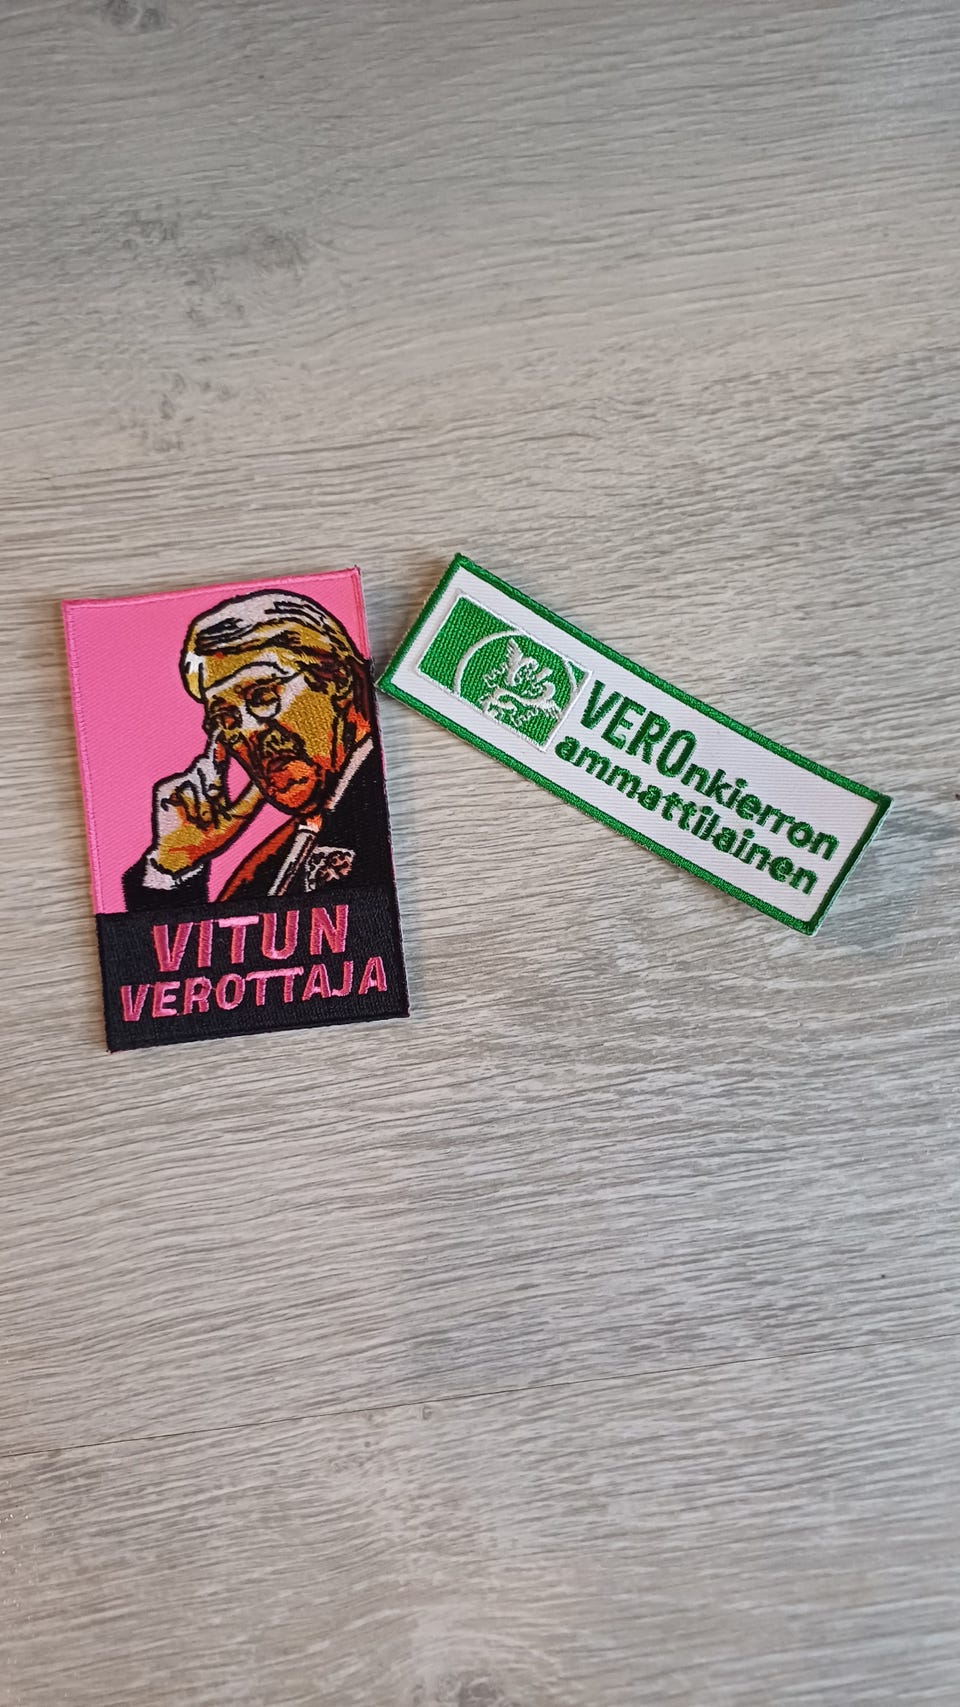 VITUN
VEROTTAJA
VEROnkierron
ammattilainen